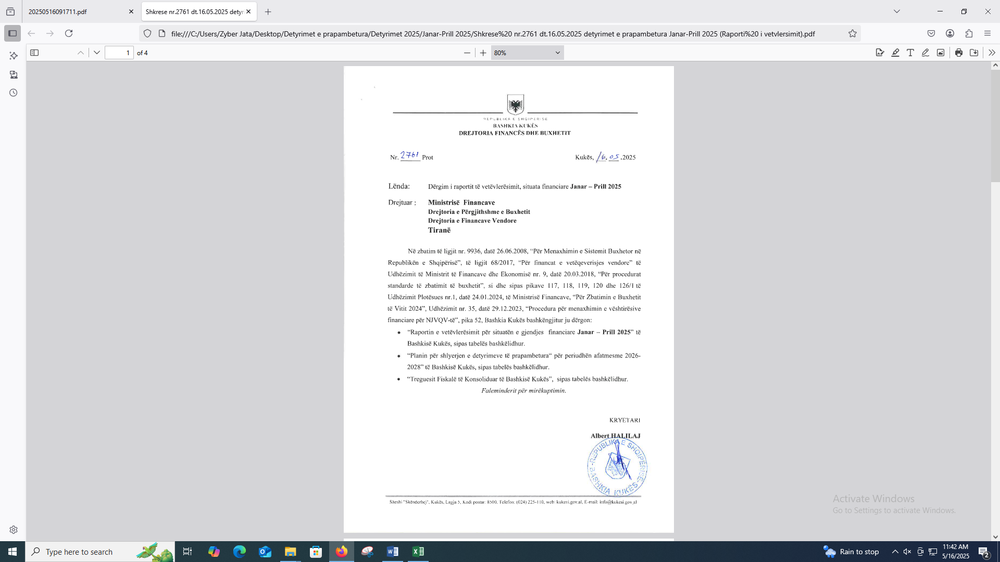 20250516091711.pdf
Shkrese nr.2761 dt.16.05.2025 detyr
file:///C:/Users/Zyber Jata/Desktop/Detyrimet e prapambetura/Detyrimet 2025/Janar-Prill 2025/Shkrese%20 nr.2761 dt.16.05.2025 detyrimet e prapambetura Janar-Prill 2025 (Raporti%20 i vetvlersimit).pdf
1 of 4
80%
REPUBLIKA E SHQIPERISE
BASHKIA KUKËS
DREJTORIA FINANCËS DHE BUXHETIT
Nr. 2761 Prot
Kukës, 16.05.2025
Lënda: Dërgim i raportit të vetëvlerësimit, situata financiare Janar – Prill 2025
Drejtuar : Ministrisë Financave
Drejtoria e Përgjithshme e Buxhetit
Drejtoria e Financave Vendore
Tiranë
Në zbatim të ligjit nr. 9936, datë 26.06.2008, “Për Menaxhimin e Sistemit Buxhetor në
Republikën e Shqipërisë”, të ligjit 68/2017, “Për financat e vetëqeverisjes vendore” të
Udhëzimit të Ministrit të Financave dhe Ekonomisë nr. 9, datë 20.03.2018, “Për procedurat
standarde të zbatimit të buxhetit”, si dhe sipas pikave 117, 118, 119, 120 dhe 126/1 të
Udhëzimit Plotësues nr.1, datë 24.01.2024, të Ministrisë Financave, “Për Zbatimin e Buxhetit
të Vitit 2024”, Udhëzimit nr. 35, datë 29.12.2023, “Procedura për menaxhimin e vështirësive
financiare për NJVQV-të”, pika 52, Bashkia Kukës bashkëngjitur ju dërgon:
• “Raportin e vetëvlerësimit për situatën e gjendjes financiare Janar – Prill 2025” të
Bashkisë Kukës, sipas tabelës bashkëlidhur.
• “Planin për shlyerjen e detyrimeve të prapambetura“ për periudhën afatmesme 2026-
2028” të Bashkisë Kukës, sipas tabelës bashkëlidhur.
• “Treguesit Fiskalë të Konsoliduar të Bashkisë Kukës”, sipas tabelës bashkëlidhur.
Faleminderit për mirëkuptimin.
KRYETARI
Albert HALILAJ
REPUBLIKA E SHQIPËRISË
BASHKIA KUKËS
Sheshi "Skënderbej", Kukës, Lagja 5, Kodi postar: 8500. Telefon: (024) 225-110, web: kukesi.gov.al, E-mail: info@kukesi.gov.al
Activate Windows
Go to Settings to activate Windows.
Type here to search
Rain to stop
11:42 AM
5/16/2025
2